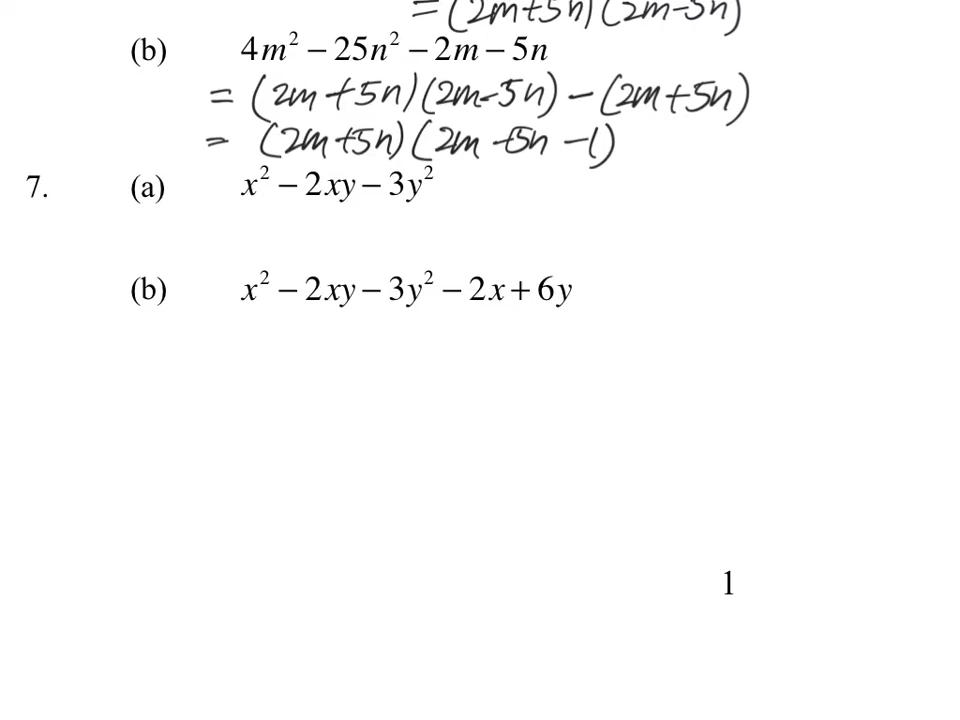 = (2m+5n)(2m-5n)
(b) 4m² − 25n² − 2m − 5n
= (2m+5n)(2m-5n) - (2m+5n)
= (2m+5n)(2m-5n-1)
7. (a) x² − 2xy − 3y²
(b) x² − 2xy − 3y² − 2x + 6y
1